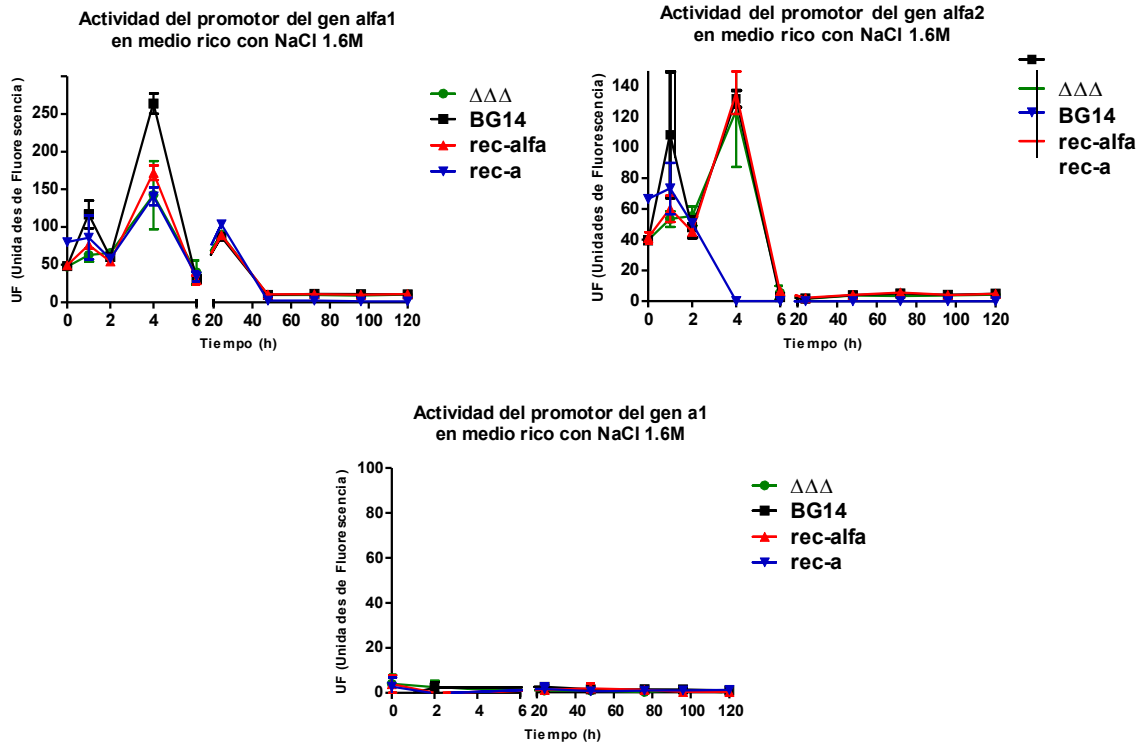 Actividad del promotor del gen alfa1
en medio rico con NaCl 1.6M
UF (Unidades de Fluorescencia)
250
200
150
100
50
0
0 2 4 6 20 40 60 80 100 120
Tiempo (h)
ΔΔΔ
BG14
rec-alfa
rec-a
Actividad del promotor del gen alfa2
en medio rico con NaCl 1.6M
UF (Unidades de Fluorescencia)
140
120
100
80
60
40
20
0
0 2 4 6 20 40 60 80 100 120
Tiempo (h)
ΔΔΔ
BG14
rec-alfa
rec-a
Actividad del promotor del gen a1
en medio rico con NaCl 1.6M
UF (Unidades de Fluorescencia)
100
80
60
40
20
0
0 2 4 6 20 40 60 80 100 120
Tiempo (h)
ΔΔΔ
BG14
rec-alfa
rec-a